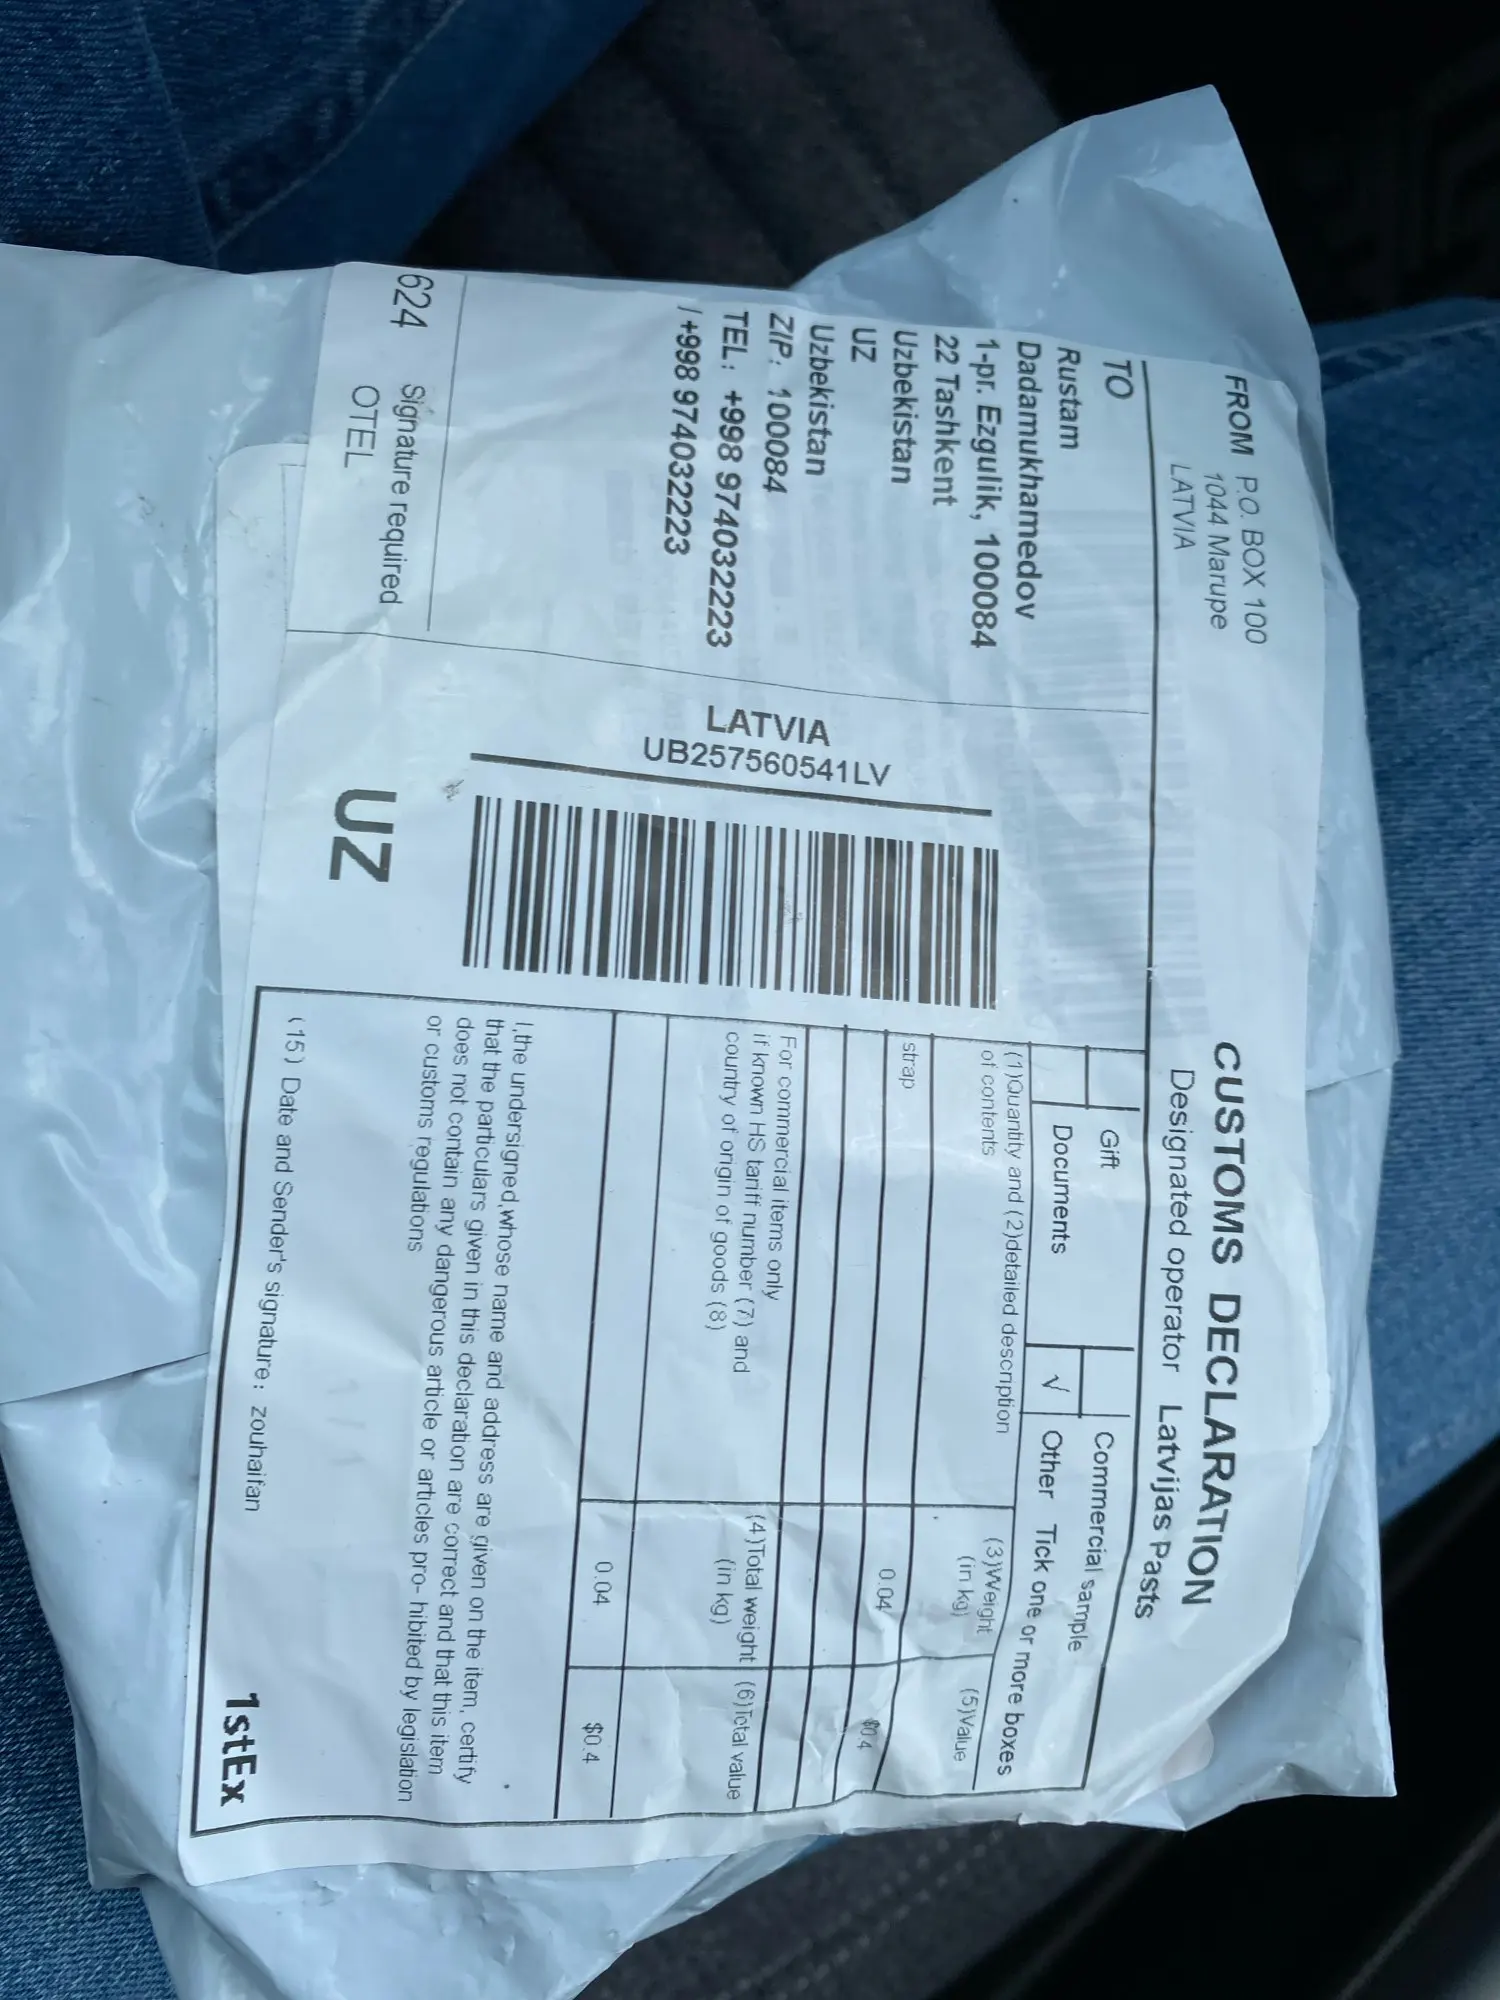 FROM P.O. BOX 100
1044 Marupe
LATVIA
CUSTOMS DECLARATION
Designated operator Latvijas Pasts
TO
Rustam
Dadamukhamedov
1-pr. Ezgulik, 100084
22 Tashkent
Uzbekistan
UZ
Uzbekistan
ZIP: 100084
TEL: +998 974032223
/ +998 974032223
624 Signature required
OTEL
LATVIA
UB257560541LV
UZ
Gift
Commercial sample
Documents
√ Other Tick one or more boxes
(1)Quantity and (2)detailed description
of contents
(3)Weight
(in kg)
(5)Value
strap
0.04
$0.4
For commercial items only
if known HS tariff number (7) and
country of origin of goods (8)
(4)Total weight
(in kg)
(6)Total value
0.04
$0.4
I,the undersigned,whose name and address are given on the item, certify
that the particulars given in this declaration are correct and that this item
does not contain any dangerous article or articles pro- hibited by legislation
or customs regulations
(15) Date and Sender's signature: zouhaifan
1stEx